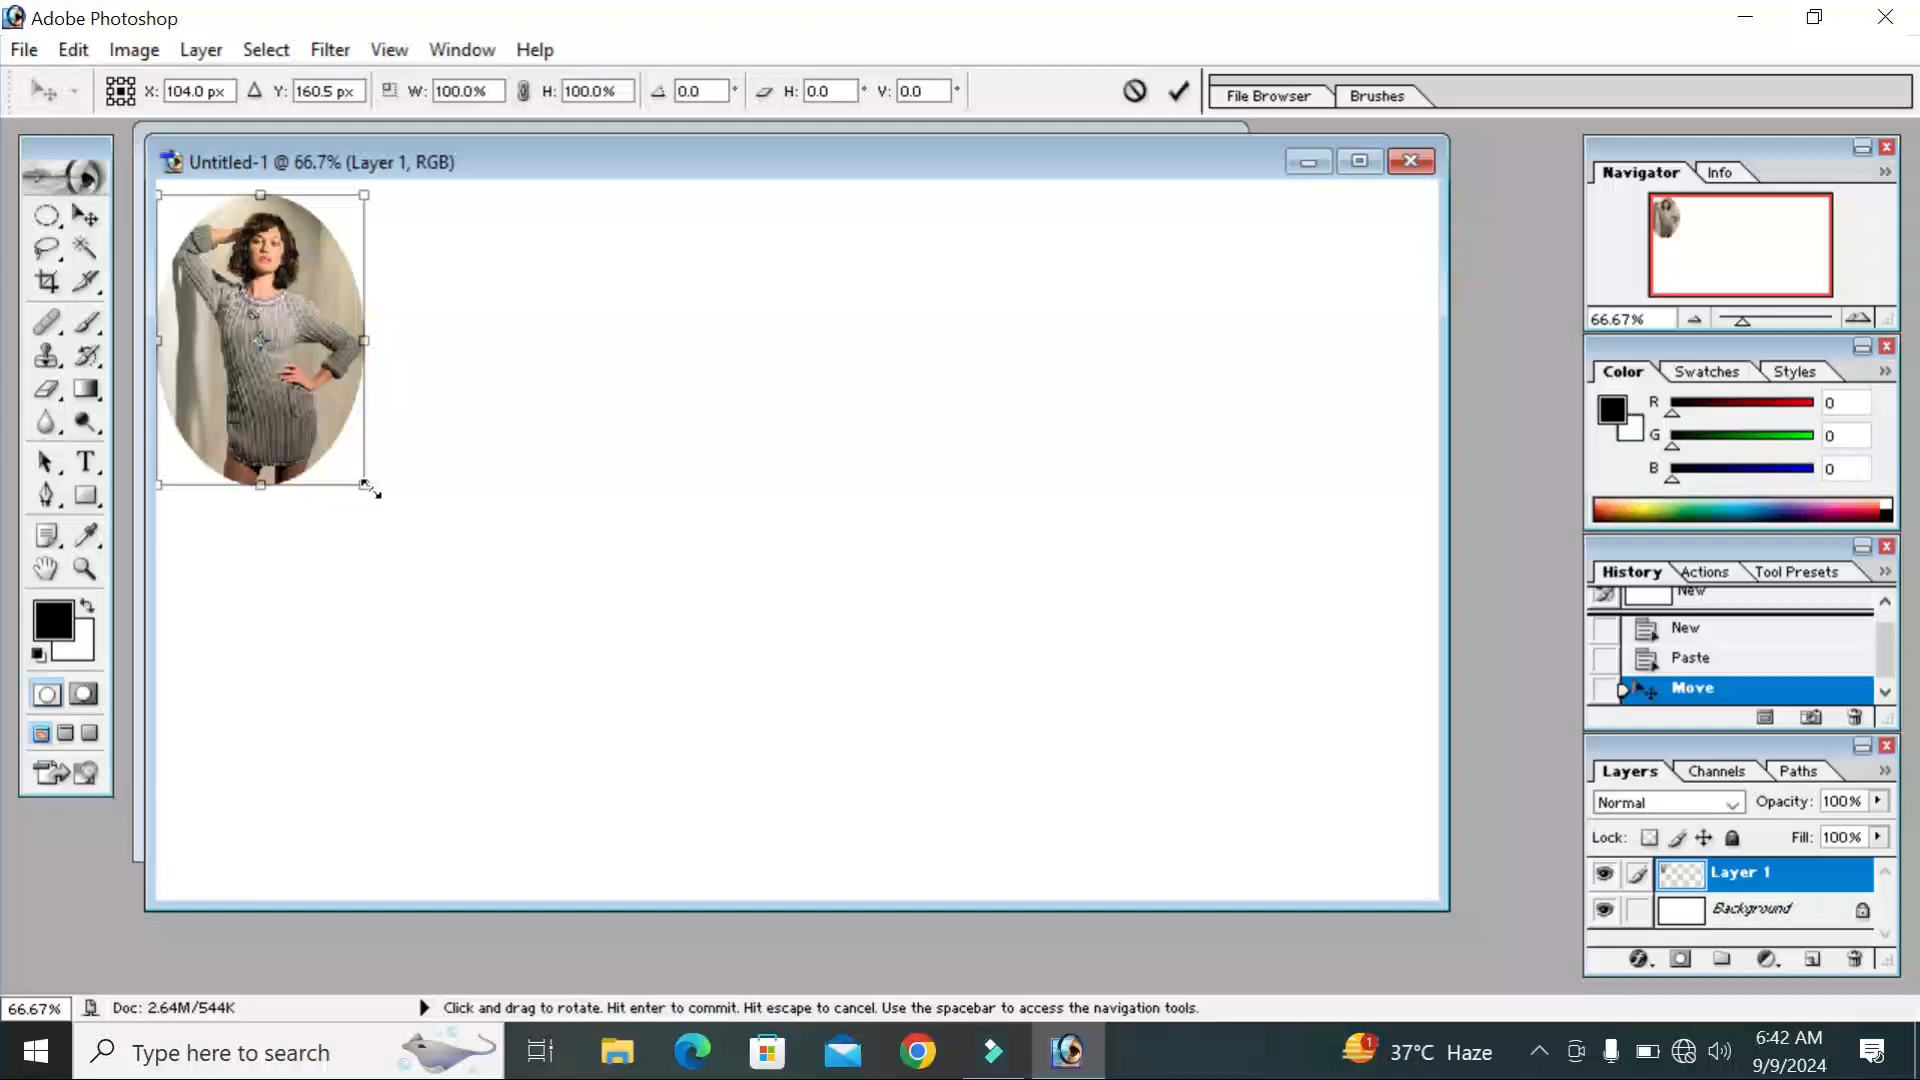 Adobe Photoshop
File Edit Image Layer Select Filter View Window Help
X: 104.0 px Y: 160.5 px W: 100.0% H: 100.0% 0.0 ° H: 0.0 ° V: 0.0 °
File Browser Brushes
Untitled-1 @ 66.7% (Layer 1, RGB)
Navigator Info
66.67%
Color Swatches Styles
R 0
G 0
B 0
History Actions Tool Presets
New
New
Paste
Move
Layers Channels Paths
Normal Opacity: 100%
Lock: Fill: 100%
Layer 1
Background
66.67% Doc: 2.64M/544K Click and drag to rotate. Hit enter to commit. Hit escape to cancel. Use the spacebar to access the navigation tools.
Type here to search
1 37°C Haze
6:42 AM
9/9/2024